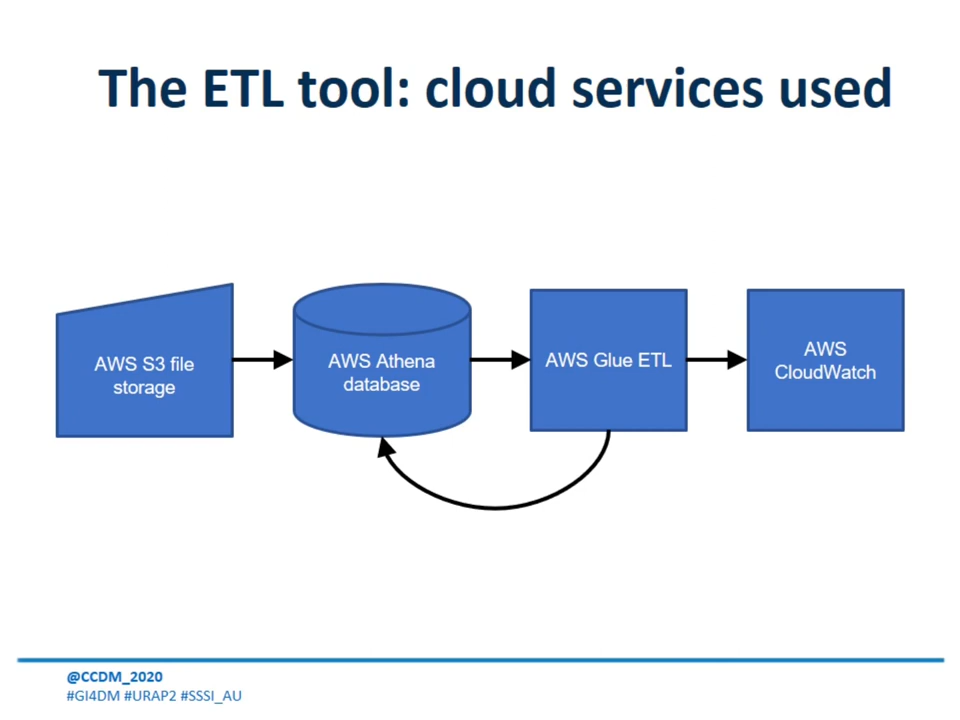 The ETL tool: cloud services used
AWS S3 file
storage
AWS Athena
database
AWS Glue ETL
AWS
CloudWatch
@CCDM_2020
#GI4DM #URAP2 #SSSI_AU